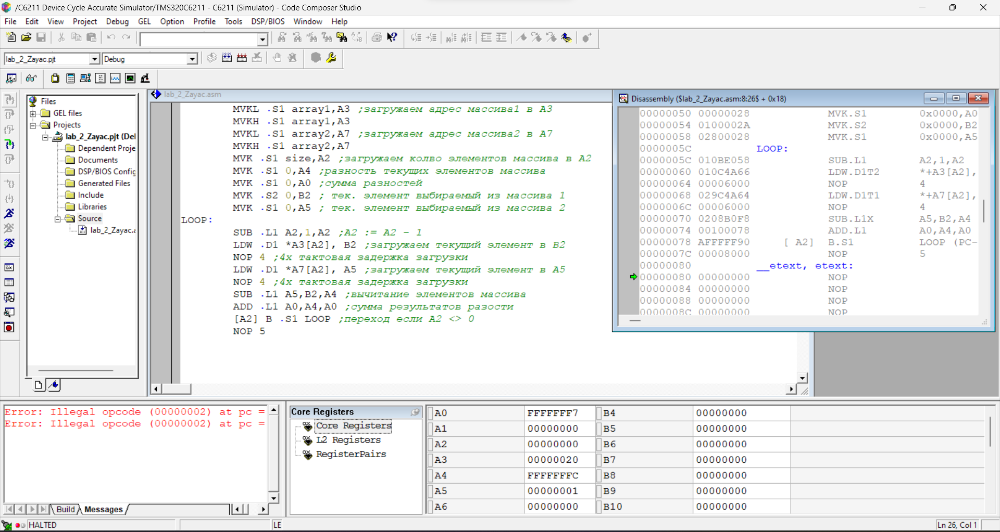 /C6211 Device Cycle Accurate Simulator/TMS320C6211 - C6211 (Simulator) - Code Composer Studio
File Edit View Project Debug GEL Option Profile Tools DSP/BIOS Window Help
lab_2_Zayac.pjt Debug
Files
GEL files
Projects
lab_2_Zayac.pjt (Del
Dependent Proje
Documents
DSP/BIOS Config
Generated Files
Include
Libraries
Source
lab_2_Zayac.a
lab_2_Zayac.asm
MVKL .S1 array1,A3 ;загружаем адрес массива1 в A3
MVKH .S1 array1,A3
MVKL .S1 array2,A7 ;загружаем адрес массива2 в A7
MVKH .S1 array2,A7
MVK .S1 size,A2 ;загружаем колво элементов массива в A2
MVK .S1 0,A4 ;разность текущих элементов массива
MVK .S1 0,A0 ;сумма разностей
MVK .S2 0,B2 ; тек. элемент выбираемый из массива 1
MVK .S1 0,A5 ; тек. элемент выбираемый из массива 2
LOOP:
SUB .L1 A2,1,A2 ;A2 := A2 - 1
LDW .D1 *A3[A2], B2 ;загружаем текущий элемент в B2
NOP 4 ;4х тактовая задержка загрузки
LDW .D1 *A7[A2], A5 ;загружаем текущий элемент в A5
NOP 4 ;4х тактовая задержка загрузки
SUB .L1 A5,B2,A4 ;вычитание элементов массива
ADD .L1 A0,A4,A0 ;сумма результатов разости
[A2] B .S1 LOOP ;переход если A2 <> 0
NOP 5
Disassembly ($lab_2_Zayac.asm:8:26$ + 0x18)
00000050 00000028 MVK.S1 0x0000,A0
00000054 0100002A MVK.S2 0x0000,B2
00000058 02800028 MVK.S1 0x0000,A5
0000005C LOOP:
0000005C 010BE058 SUB.L1 A2,1,A2
00000060 010C4A66 LDW.D1T2 *+A3[A2],
00000064 00006000 NOP 4
00000068 029C4A64 LDW.D1T1 *+A7[A2],
0000006C 00006000 NOP 4
00000070 0208B0F8 SUB.L1X A5,B2,A4
00000074 00100078 ADD.L1 A0,A4,A0
00000078 AFFFFF90 [ A2] B.S1 LOOP (PC-
0000007C 00008000 NOP 5
00000080 __etext, etext:
00000080 00000000 NOP
00000084 00000000 NOP
00000088 00000000 NOP
0000008C 00000000 NOP
Error: Illegal opcode (00000002) at pc =
Error: Illegal opcode (00000002) at pc =
Build Messages
Core Registers
Core Registers
L2 Registers
RegisterPairs
A0 FFFFFFF7 B4 00000000
A1 00000000 B5 00000000
A2 00000000 B6 00000000
A3 00000020 B7 00000000
A4 FFFFFFFC B8 00000000
A5 00000001 B9 00000000
A6 00000000 B10 00000000
HALTED LE Ln 26, Col 1